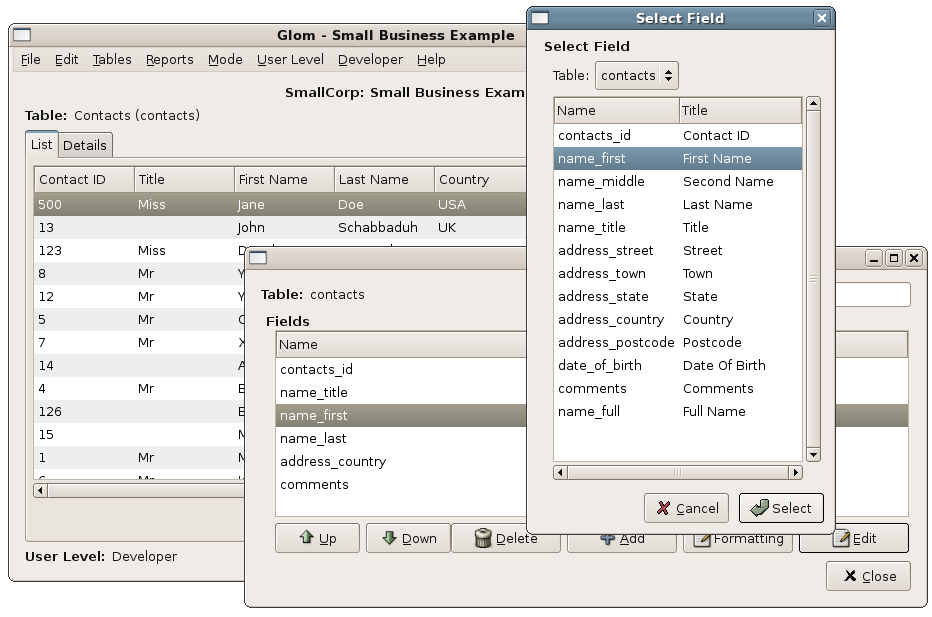 Glom - Small Business Example
File Edit Tables Reports Mode User Level Developer Help
SmallCorp: Small Business
Table: Contacts (contacts)
List Details
Contact ID Title First Name Last Name Country
500 Miss Jane Doe USA
13 John Schabbaduh UK
123 Miss
8 Mr
12 Mr
5 Mr
7 Mr
14
4 Mr
126
15
1 Mr
User Level: Developer
Table: contacts
Fields
Name
contacts_id
name_title
name_first
name_last
address_country
comments
Up Down Delete Add Formatting Edit
Close
Select Field
Select Field
Table: contacts
Name Title
contacts_id Contact ID
name_first First Name
name_middle Second Name
name_last Last Name
name_title Title
address_street Street
address_town Town
address_state State
address_country Country
address_postcode Postcode
date_of_birth Date Of Birth
comments Comments
name_full Full Name
Cancel Select